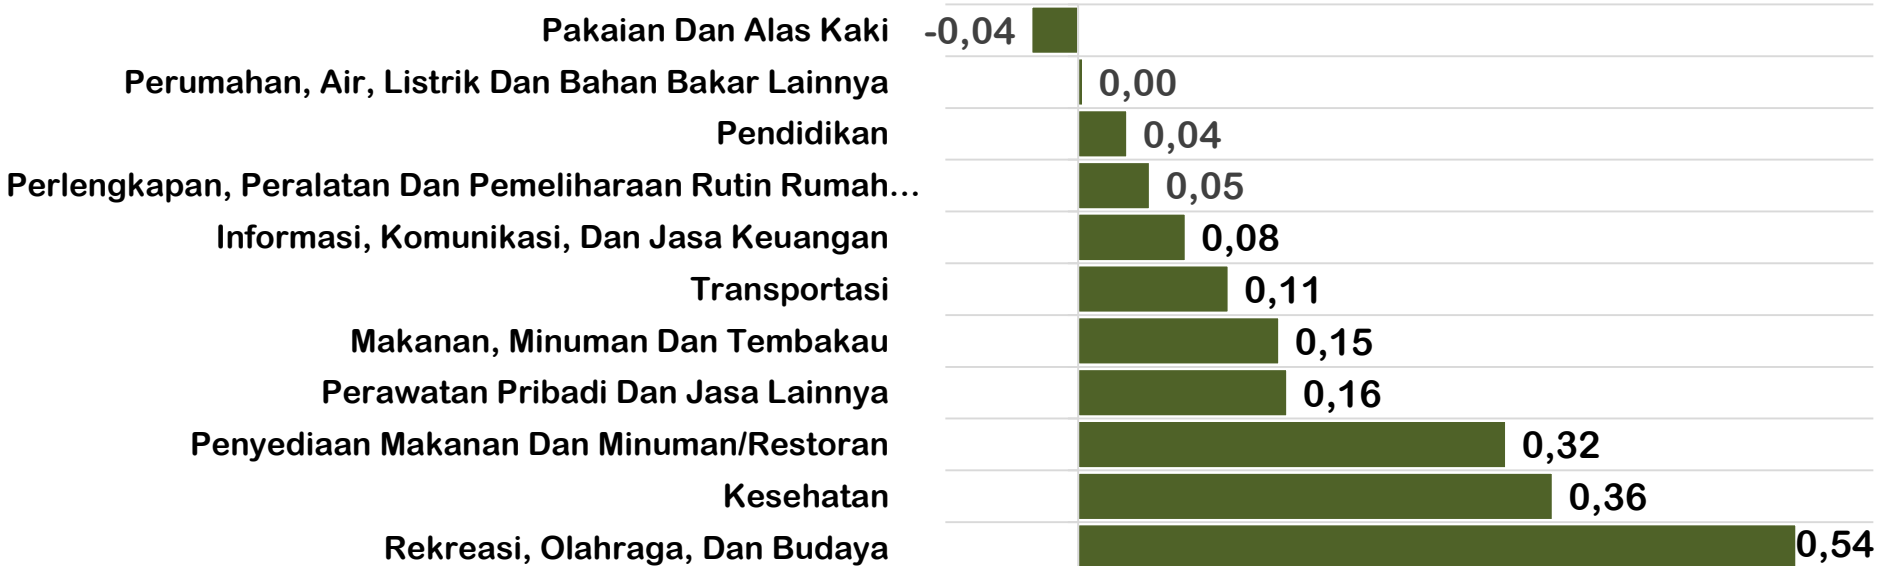 Pakaian Dan Alas Kaki -0,04
Perumahan, Air, Listrik Dan Bahan Bakar Lainnya 0,00
Pendidikan 0,04
Perlengkapan, Peralatan Dan Pemeliharaan Rutin Rumah... 0,05
Informasi, Komunikasi, Dan Jasa Keuangan 0,08
Transportasi 0,11
Makanan, Minuman Dan Tembakau 0,15
Perawatan Pribadi Dan Jasa Lainnya 0,16
Penyediaan Makanan Dan Minuman/Restoran 0,32
Kesehatan 0,36
Rekreasi, Olahraga, Dan Budaya 0,54